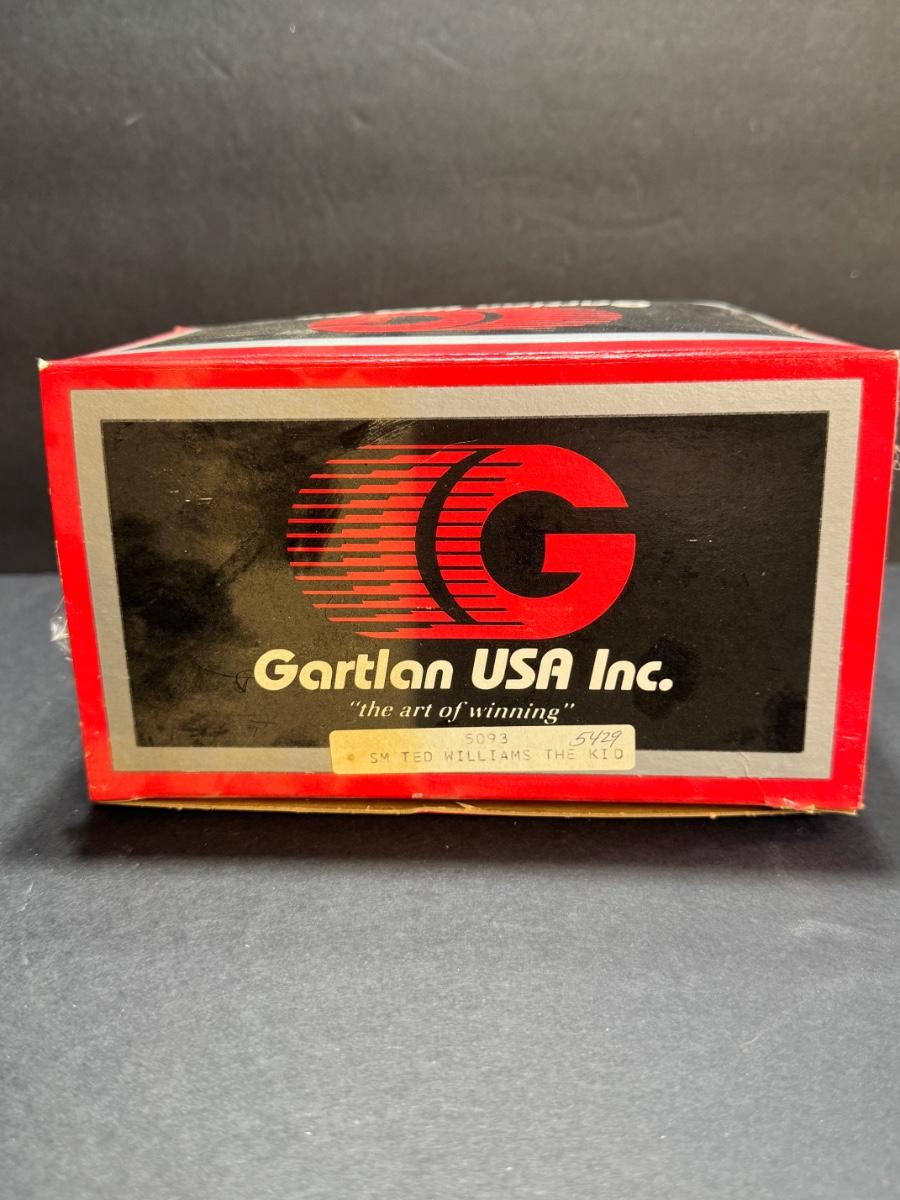 G
Gartlan USA Inc.
"the art of winning"
5093 5429
SM TED WILLIAMS THE KID